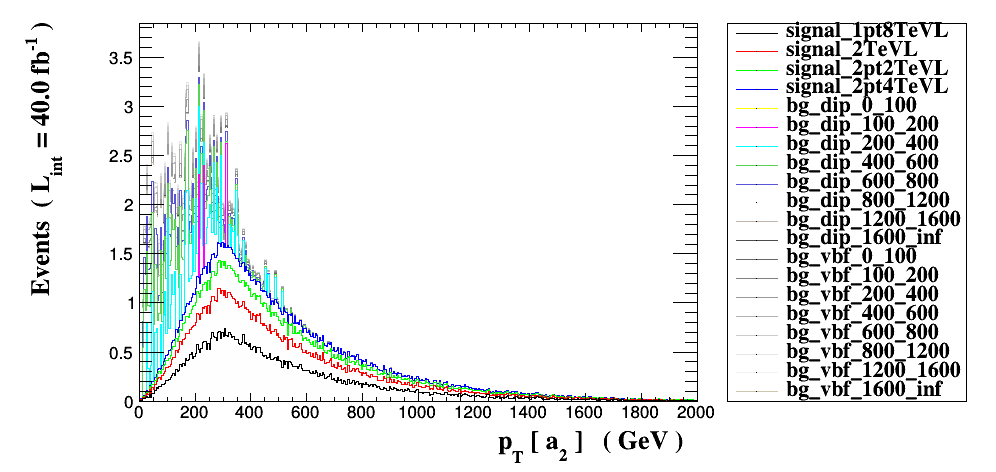 Events ( L_int = 40.0 fb^-1 )
3.5
3
2.5
2
1.5
1
0.5
0
0 200 400 600 800 1000 1200 1400 1600 1800 2000
p_T [ a_2 ] ( GeV )
signal_1pt8TeVL
signal_2TeVL
signal_2pt2TeVL
signal_2pt4TeVL
bg_dip_0_100
bg_dip_100_200
bg_dip_200_400
bg_dip_400_600
bg_dip_600_800
bg_dip_800_1200
bg_dip_1200_1600
bg_dip_1600_inf
bg_vbf_0_100
bg_vbf_100_200
bg_vbf_200_400
bg_vbf_400_600
bg_vbf_600_800
bg_vbf_800_1200
bg_vbf_1200_1600
bg_vbf_1600_inf